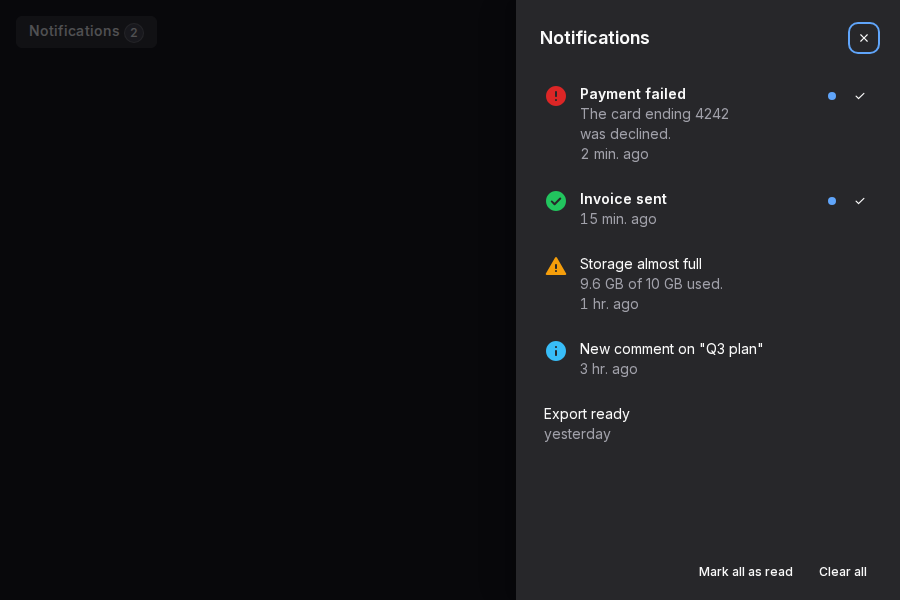 Notifications 2
Notifications
Payment failed
The card ending 4242
was declined.
2 min. ago
Invoice sent
15 min. ago
Storage almost full
9.6 GB of 10 GB used.
1 hr. ago
New comment on "Q3 plan"
3 hr. ago
Export ready
yesterday
Mark all as read
Clear all